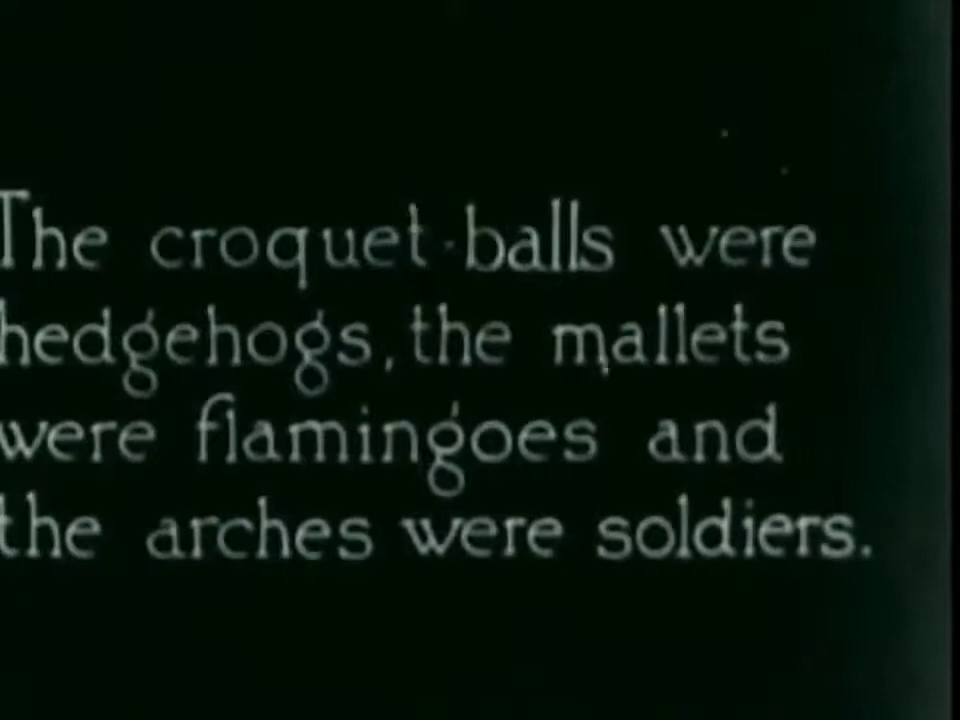 The croquet-balls were
hedgehogs, the mallets
were flamingoes and
the arches were soldiers.